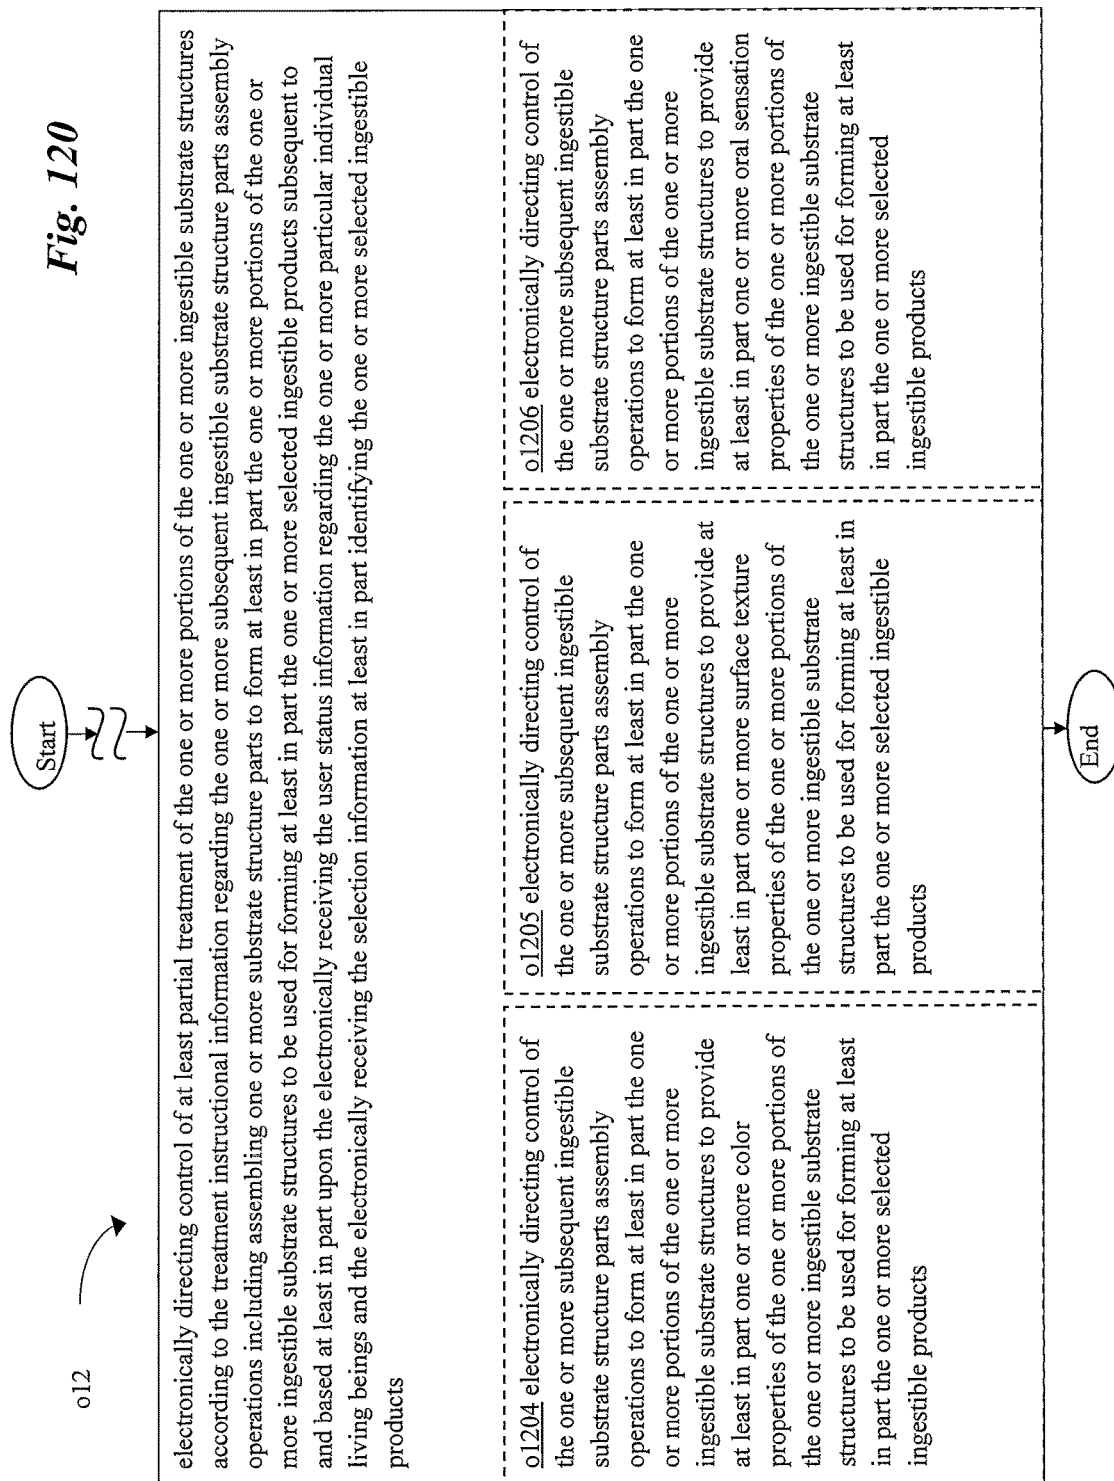 Fig. 120
o12
Start
electronically directing control of at least partial treatment of the one or more portions of the one or more ingestible substrate structures
according to the treatment instructional information regarding the one or more subsequent ingestible substrate structure parts assembly
operations including assembling one or more substrate structure parts to form at least in part the one or more portions of the one or
more ingestible substrate structures to be used for forming at least in part the one or more selected ingestible products subsequent to
and based at least in part upon the electronically receiving the user status information regarding the one or more particular individual
living beings and the electronically receiving the selection information at least in part identifying the one or more selected ingestible
products
o1204 electronically directing control of
the one or more subsequent ingestible
substrate structure parts assembly
operations to form at least in part the one
or more portions of the one or more
ingestible substrate structures to provide
at least in part one or more color
properties of the one or more portions of
the one or more ingestible substrate
structures to be used for forming at least
in part the one or more selected
ingestible products
o1205 electronically directing control of
the one or more subsequent ingestible
substrate structure parts assembly
operations to form at least in part the one
or more portions of the one or more
ingestible substrate structures to provide at
least in part one or more surface texture
properties of the one or more portions of
the one or more ingestible substrate
structures to be used for forming at least in
part the one or more selected ingestible
products
o1206 electronically directing control of
the one or more subsequent ingestible
substrate structure parts assembly
operations to form at least in part the one
or more portions of the one or more
ingestible substrate structures to provide
at least in part one or more oral sensation
properties of the one or more portions of
the one or more ingestible substrate
structures to be used for forming at least
in part the one or more selected
ingestible products
End